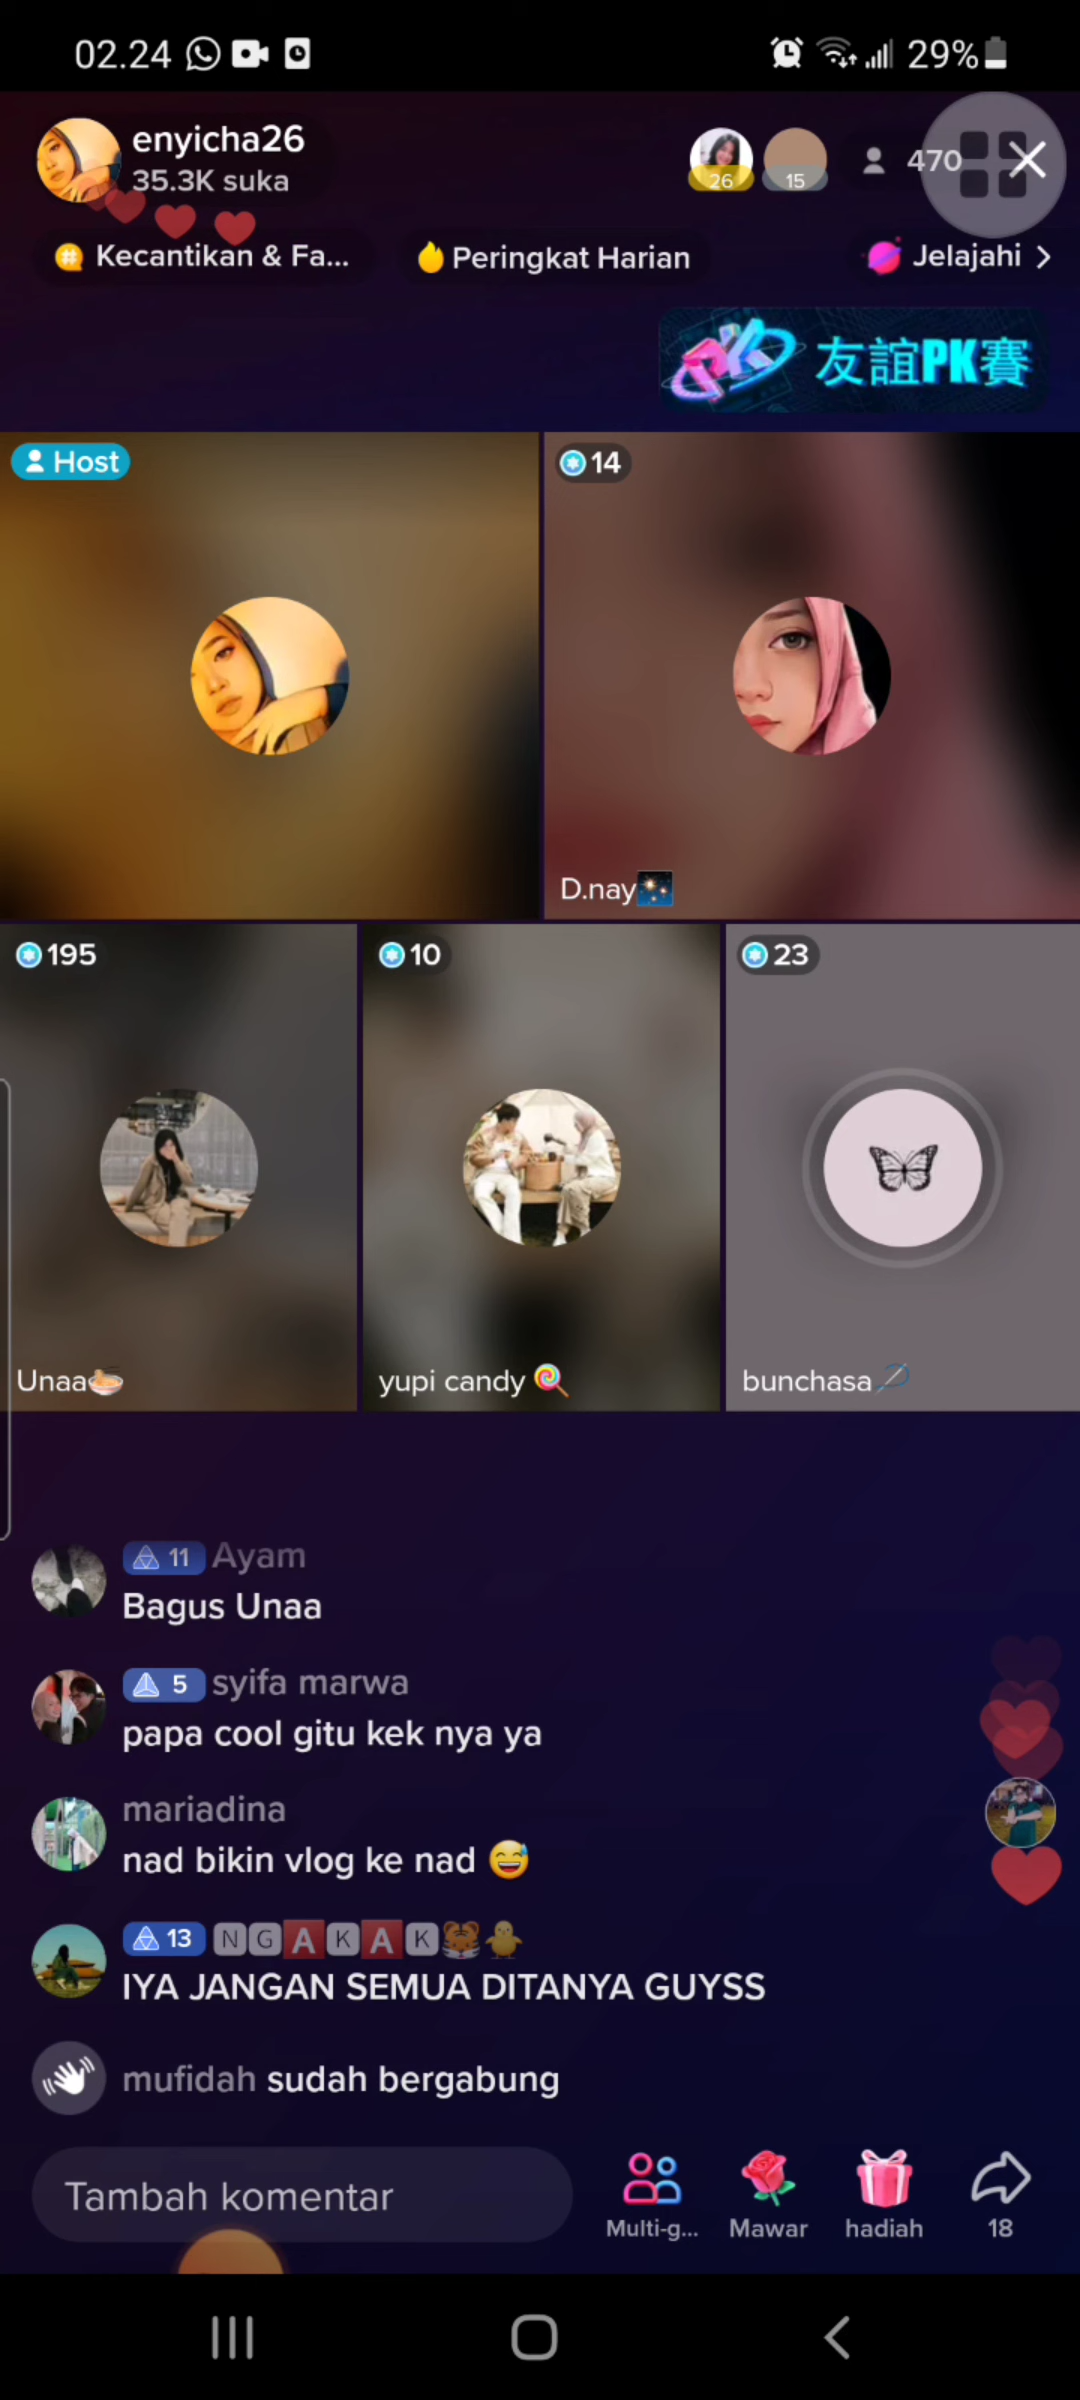 02.24
29%
enyicha26
35.3K suka
26
15
470
Kecantikan & Fa...
Peringkat Harian
Jelajahi >
PK 友誼PK賽
Host
14
D.nay
195
10
23
Unaa
yupi candy
bunchasa
11 Ayam
Bagus Unaa
5 syifa marwa
papa cool gitu kek nya ya
mariadina
nad bikin vlog ke nad 😅
13 NGAKAK
IYA JANGAN SEMUA DITANYA GUYSS
mufidah sudah bergabung
Tambah komentar
Multi-g...
Mawar
hadiah
18